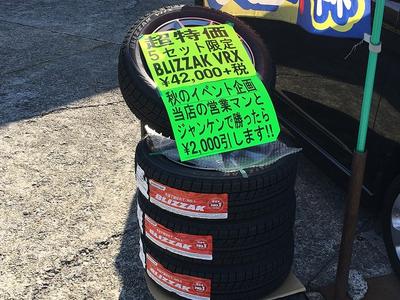 超特価
5セット限定
BLIZZAK VRX
¥42,000+税
秋のイベント企画
当店の営業マンと
ジャンケンで勝ったら
¥2,000引します!!
BLIZZAK
BLIZZAK
BLIZZAK